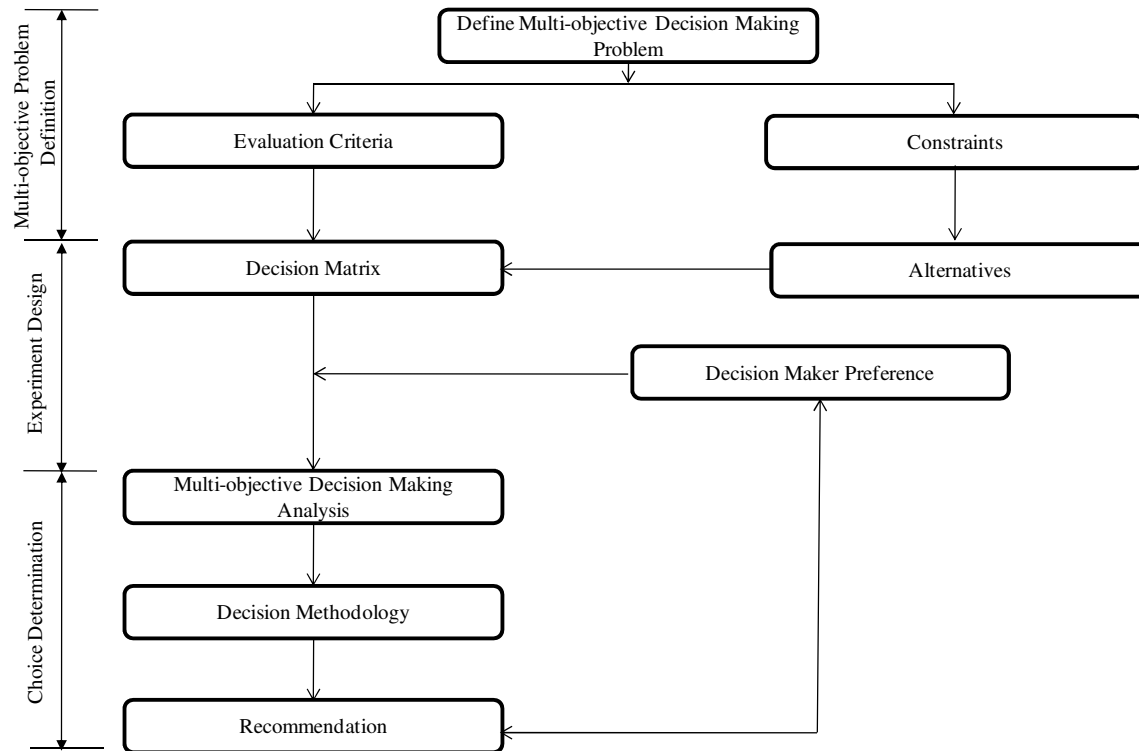 Define Multi-objective Decision Making
Problem
Multi-objective Problem
Definition
Evaluation Criteria
Constraints
Decision Matrix
Alternatives
Experiment Design
Decision Maker Preference
Multi-objective Decision Making
Analysis
Choice Determination
Decision Methodology
Recommendation